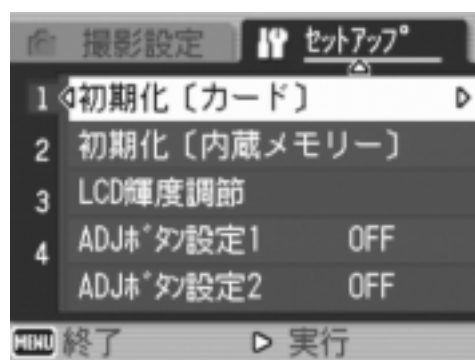 撮影設定 セットアップ
1 初期化〔カード〕
2 初期化〔内蔵メモリー〕
3 LCD輝度調節
4 ADJボタン設定1 OFF
ADJボタン設定2 OFF
MENU 終了 実行